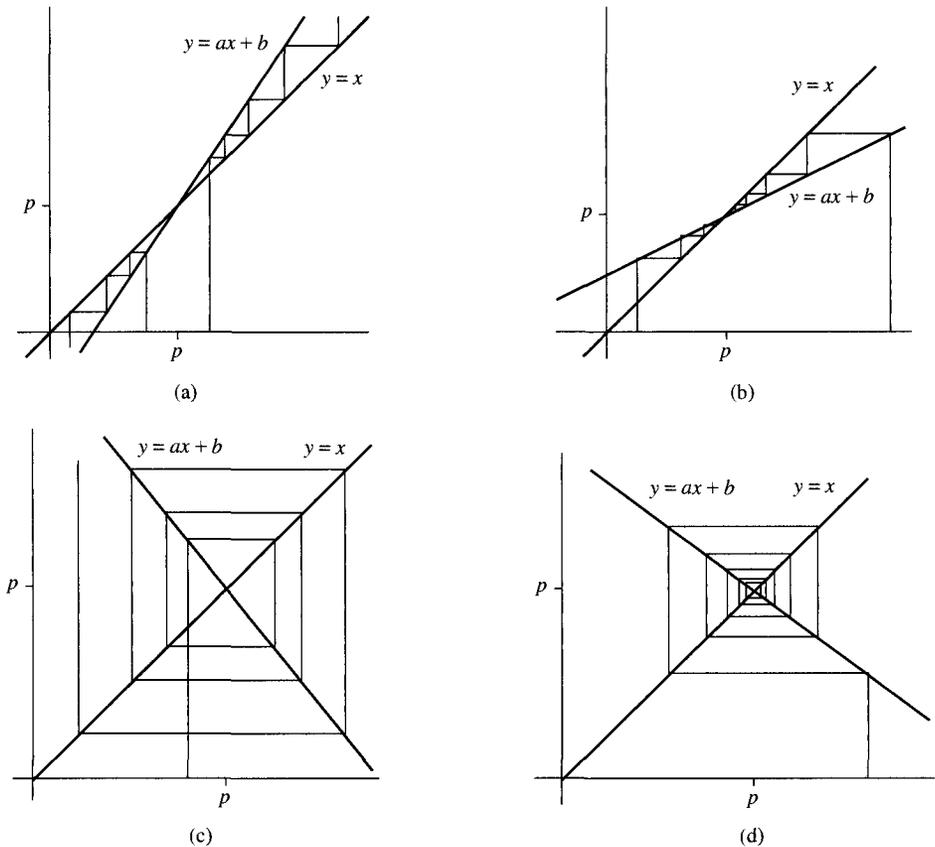 y = ax + b
y = x
p
p
(a)
y = x
y = ax + b
p
p
(b)
y = ax + b
y = x
p
p
(c)
y = ax + b
y = x
p
p
(d)